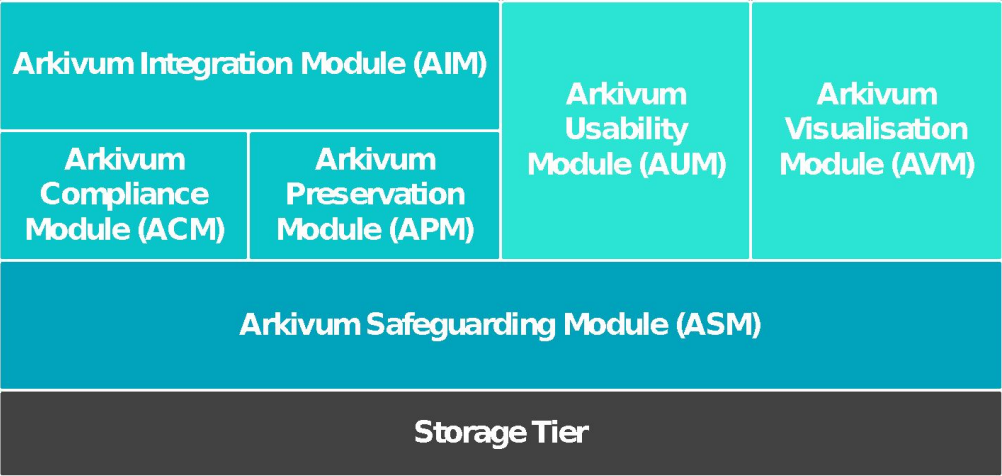 Arkivum Integration Module (AIM)
Arkivum
Usability
Module (AUM)
Arkivum
Visualisation
Module (AVM)
Arkivum
Compliance
Module (ACM)
Arkivum
Preservation
Module (APM)
Arkivum Safeguarding Module (ASM)
Storage Tier